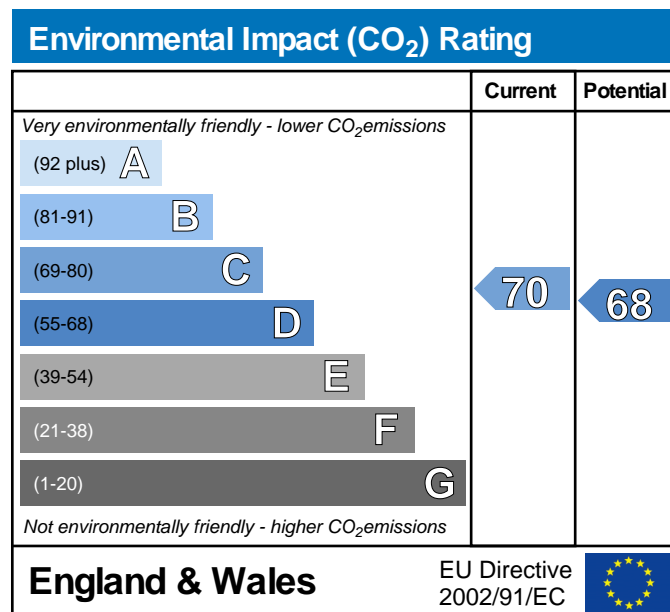 Environmental Impact (CO₂) Rating
Current Potential
Very environmentally friendly - lower CO₂emissions
(92 plus) A
(81-91) B
(69-80) C
70
(55-68) D
68
(39-54) E
(21-38) F
(1-20) G
Not environmentally friendly - higher CO₂emissions
England & Wales
EU Directive
2002/91/EC